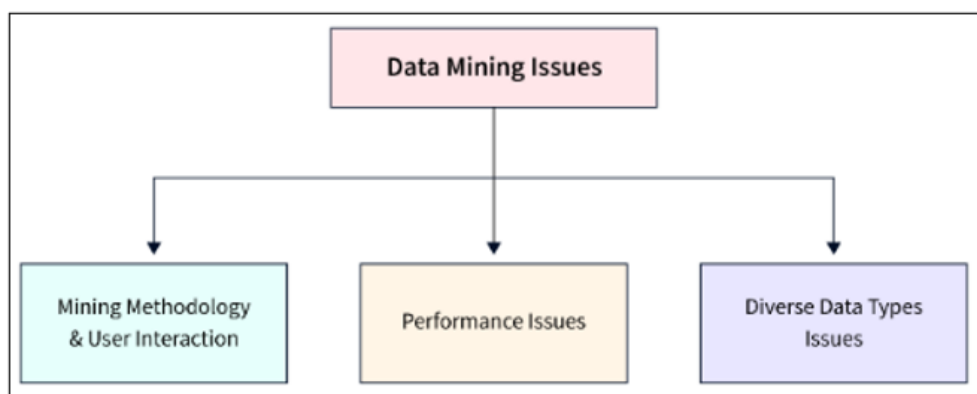 Data Mining Issues
Mining Methodology
& User Interaction
Performance Issues
Diverse Data Types
Issues